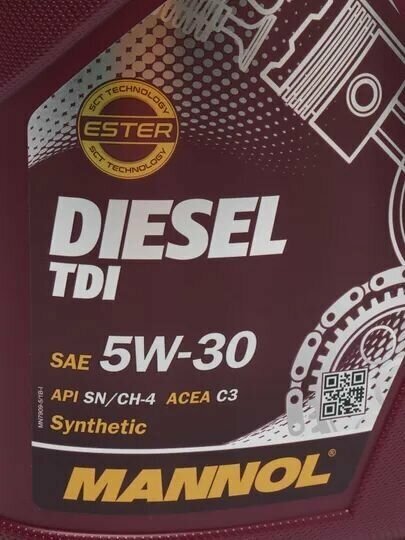 SCT TECHNOLOGY
ESTER
SCT TECHNOLOGY
DIESEL
TDI
SAE 5W-30
API SN/CH-4 ACEA C3
Synthetic
MANNOL®